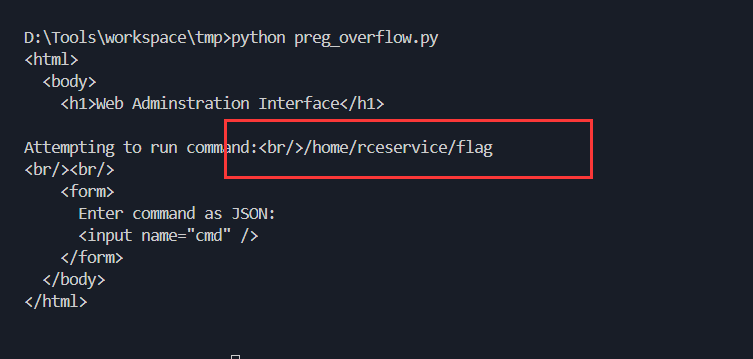 D:\Tools\workspace\tmp>python preg_overflow.py
<html>
<body>
<h1>Web Adminstration Interface</h1>
Attempting to run command:<br/>/home/rceservice/flag
<br/><br/>
<form>
Enter command as JSON:
<input name="cmd" />
</form>
</body>
</html>